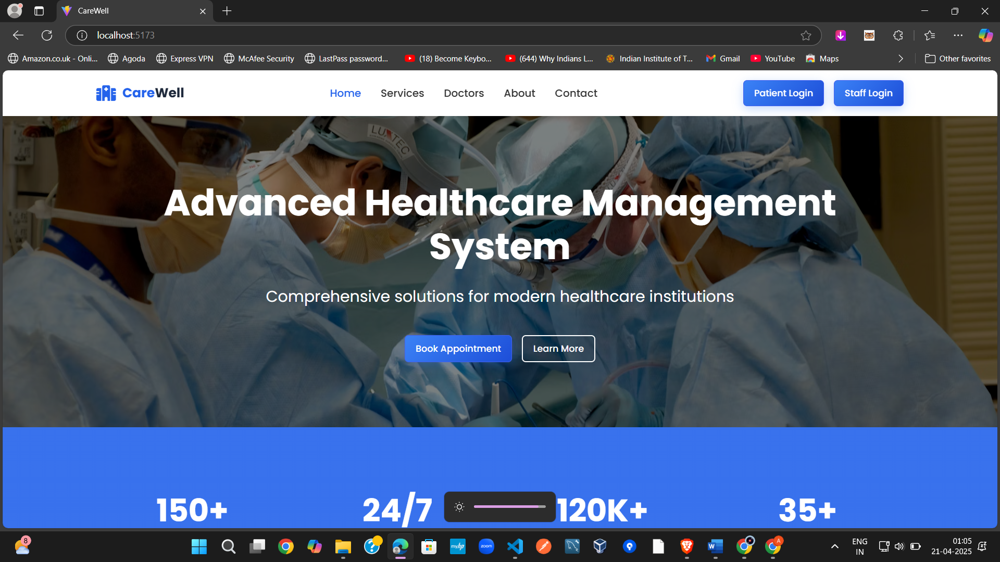 CareWell
localhost:5173
Amazon.co.uk - Onli...
Agoda
Express VPN
McAfee Security
LastPass password...
(18) Become Keybo...
(644) Why Indians L...
Indian Institute of T...
Gmail
YouTube
Maps
Other favorites
CareWell
Home
Services
Doctors
About
Contact
Patient Login
Staff Login
LUXTEC
Advanced Healthcare Management
System
Comprehensive solutions for modern healthcare institutions
Book Appointment
Learn More
150+
24/7
120K+
35+
8
myhp
zoom
W
A
ENG
IN
01:05
21-04-2025